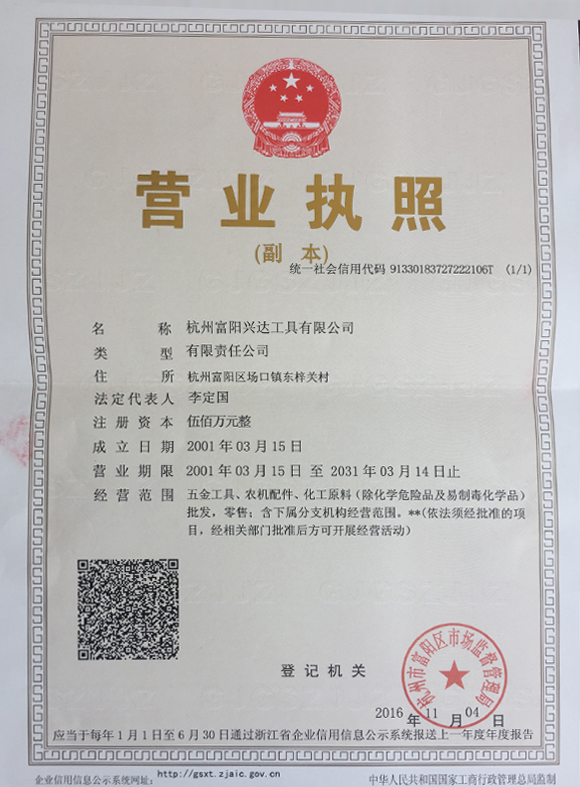 营业执照
(副 本)
统一社会信用代码 91330183727222106T (1/1)
名 称 杭州富阳兴达工具有限公司
类 型 有限责任公司
住 所 杭州富阳区场口镇东梓关村
法定代表人 李定国
注册资本 伍佰万元整
成立日期 2001年03月15日
营业期限 2001年03月15日 至 2031年03月14日止
经营范围 五金工具、农机配件、化工原料（除化学危险品及易制毒化学品）
批发，零售；含下属分支机构经营范围。**(依法须经批准的项
目，经相关部门批准后方可开展经营活动）
登记机关
杭州市富阳区市场监督管理局
2016年11月04日
应当于每年1月1日至6月30日通过浙江省企业信用信息公示系统报送上一年度年度报告
企业信用信息公示系统网址: http://gsxt.zjaic.gov.cn
中华人民共和国国家工商行政管理总局监制